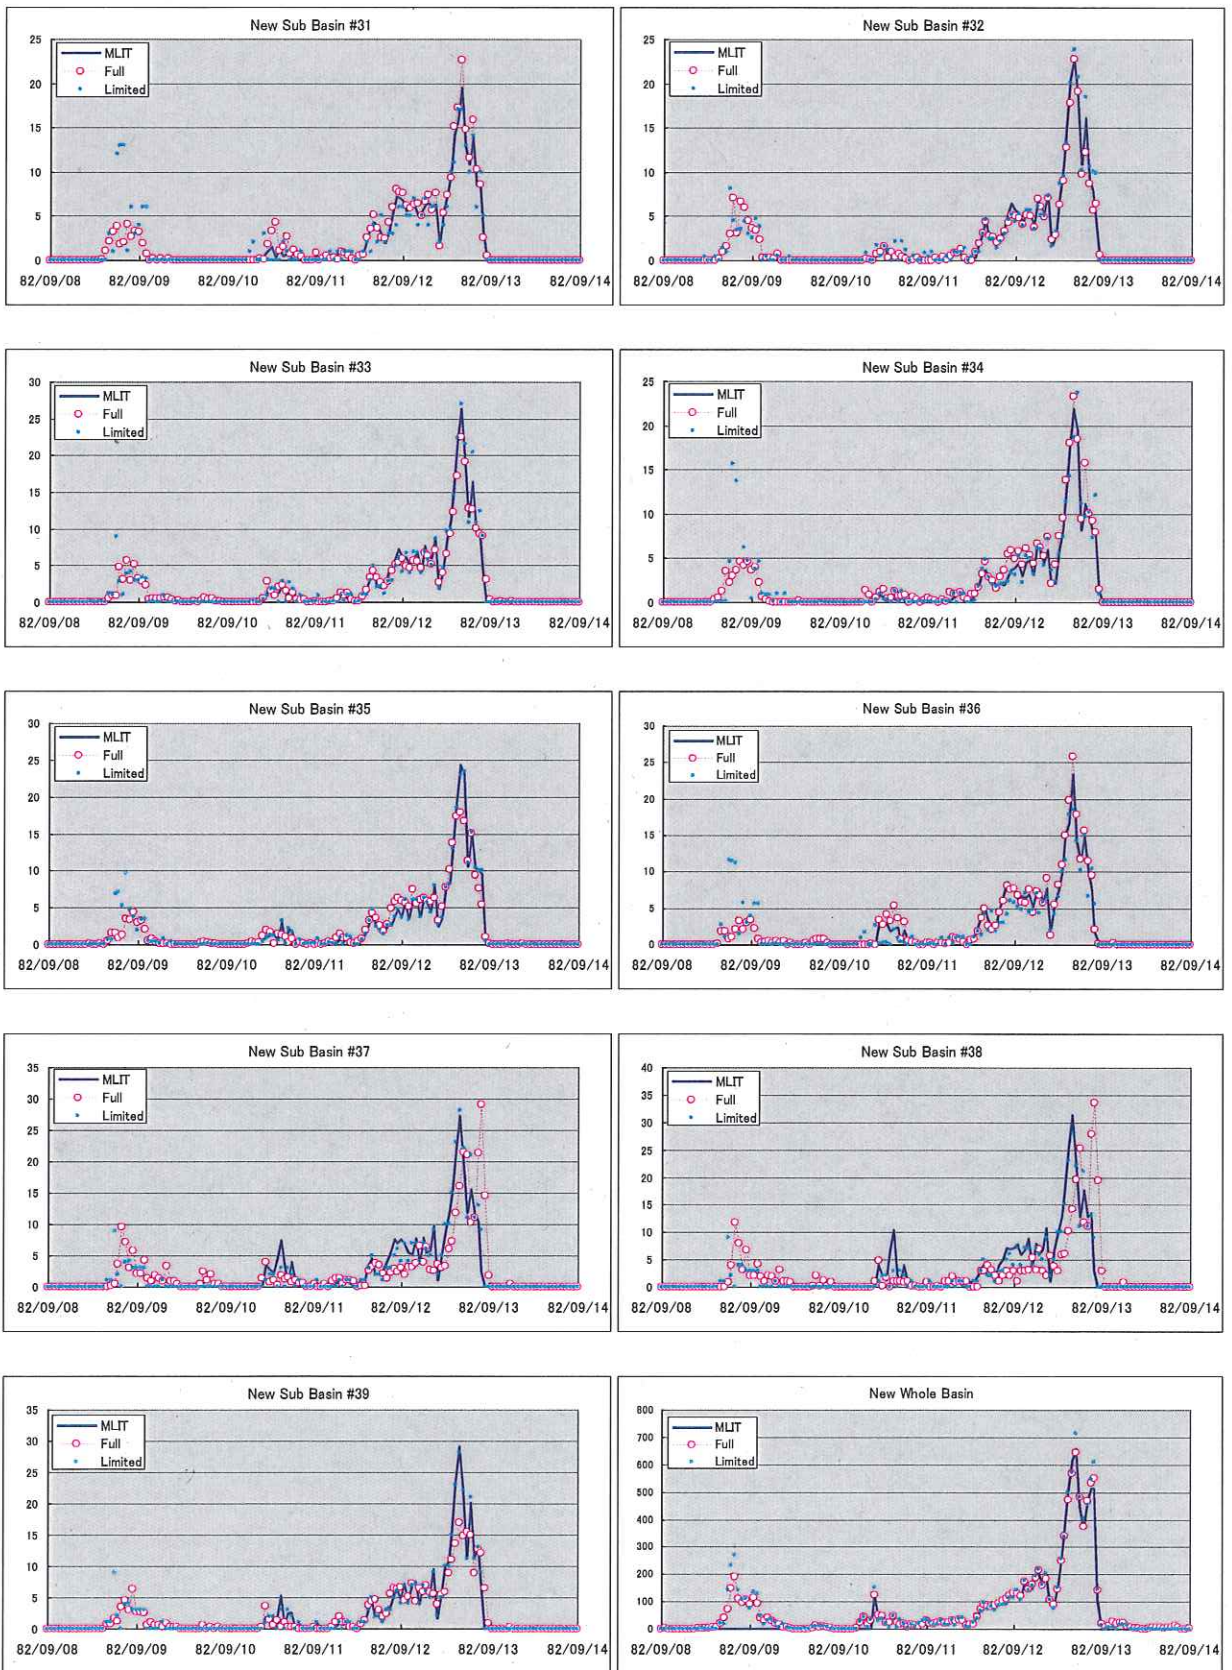 New Sub Basin #31
25
20
15
10
5
0
MLIT
Full
Limited
82/09/08 82/09/09 82/09/10 82/09/11 82/09/12 82/09/13 82/09/14
New Sub Basin #32
25
20
15
10
5
0
MLIT
Full
Limited
82/09/08 82/09/09 82/09/10 82/09/11 82/09/12 82/09/13 82/09/14
New Sub Basin #33
30
25
20
15
10
5
0
MLIT
Full
Limited
82/09/08 82/09/09 82/09/10 82/09/11 82/09/12 82/09/13 82/09/14
New Sub Basin #34
25
20
15
10
5
0
MLIT
Full
Limited
82/09/08 82/09/09 82/09/10 82/09/11 82/09/12 82/09/13 82/09/14
New Sub Basin #35
30
25
20
15
10
5
0
MLIT
Full
Limited
82/09/08 82/09/09 82/09/10 82/09/11 82/09/12 82/09/13 82/09/14
New Sub Basin #36
30
25
20
15
10
5
0
MLIT
Full
Limited
82/09/08 82/09/09 82/09/10 82/09/11 82/09/12 82/09/13 82/09/14
New Sub Basin #37
35
30
25
20
15
10
5
0
MLIT
Full
Limited
82/09/08 82/09/09 82/09/10 82/09/11 82/09/12 82/09/13 82/09/14
New Sub Basin #38
40
35
30
25
20
15
10
5
0
MLIT
Full
Limited
82/09/08 82/09/09 82/09/10 82/09/11 82/09/12 82/09/13 82/09/14
New Sub Basin #39
35
30
25
20
15
10
5
0
MLIT
Full
Limited
82/09/08 82/09/09 82/09/10 82/09/11 82/09/12 82/09/13 82/09/14
New Whole Basin
800
700
600
500
400
300
200
100
0
MLIT
Full
Limited
82/09/08 82/09/09 82/09/10 82/09/11 82/09/12 82/09/13 82/09/14